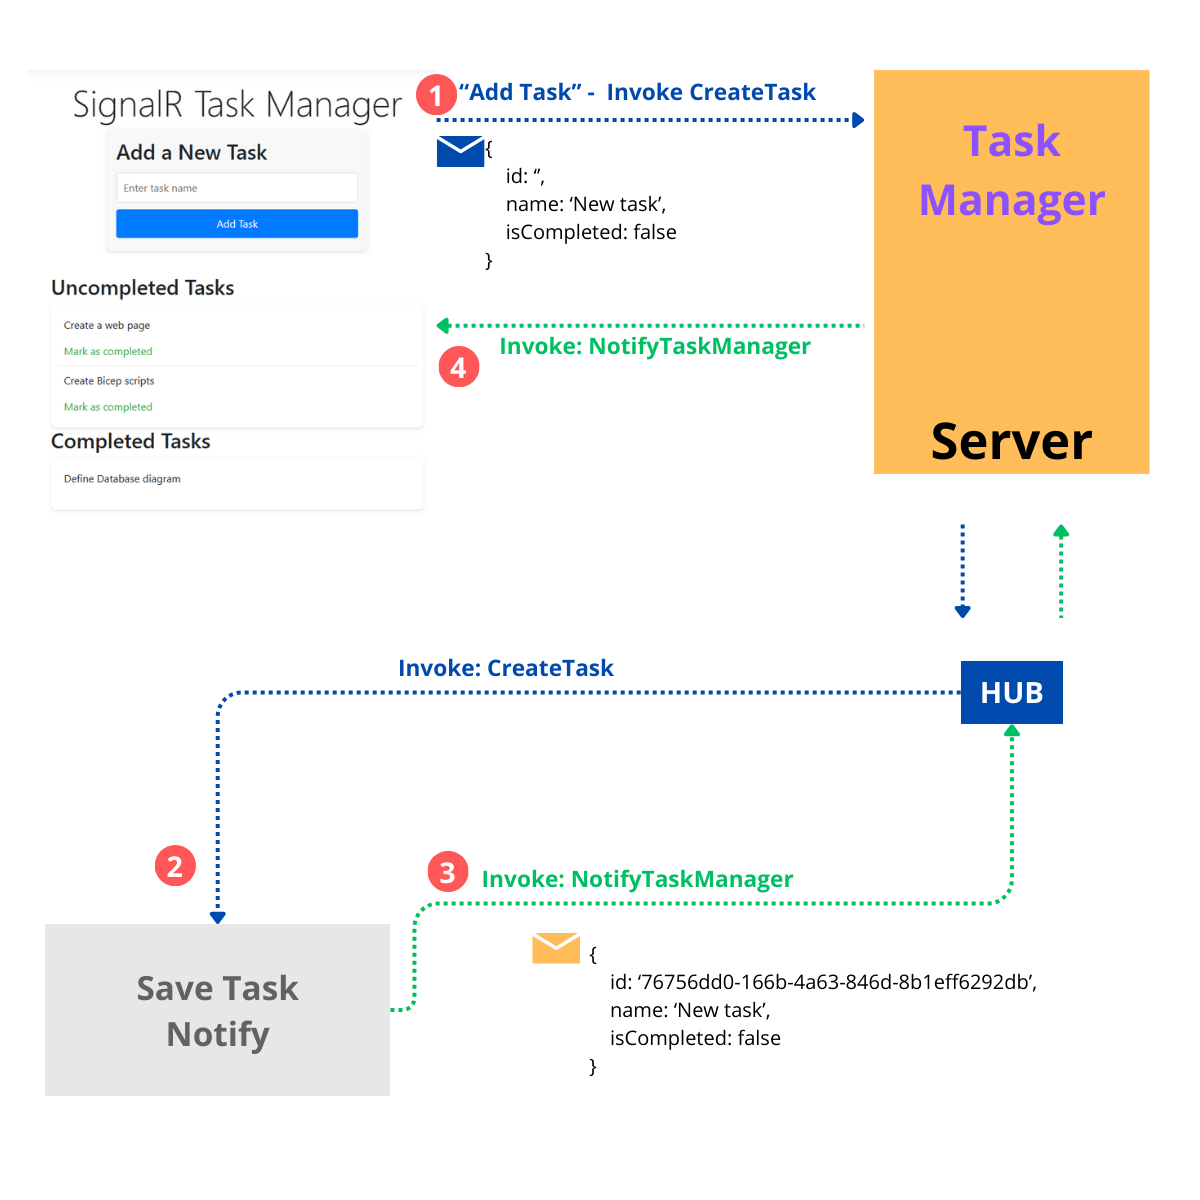 SignalR Task Manager
Add a New Task
Enter task name
Add Task
Uncompleted Tasks
Create a web page
Mark as completed
Create Bicep scripts
Mark as completed
Completed Tasks
Define Database diagram
1
“Add Task” - Invoke CreateTask
{
id: ‘’,
name: ‘New task’,
isCompleted: false
}
Invoke: NotifyTaskManager
4
Task
Manager
Server
Invoke: CreateTask
HUB
2
3
Invoke: NotifyTaskManager
Save Task
Notify
{
id: ‘76756dd0-166b-4a63-846d-8b1eff6292db’,
name: ‘New task’,
isCompleted: false
}